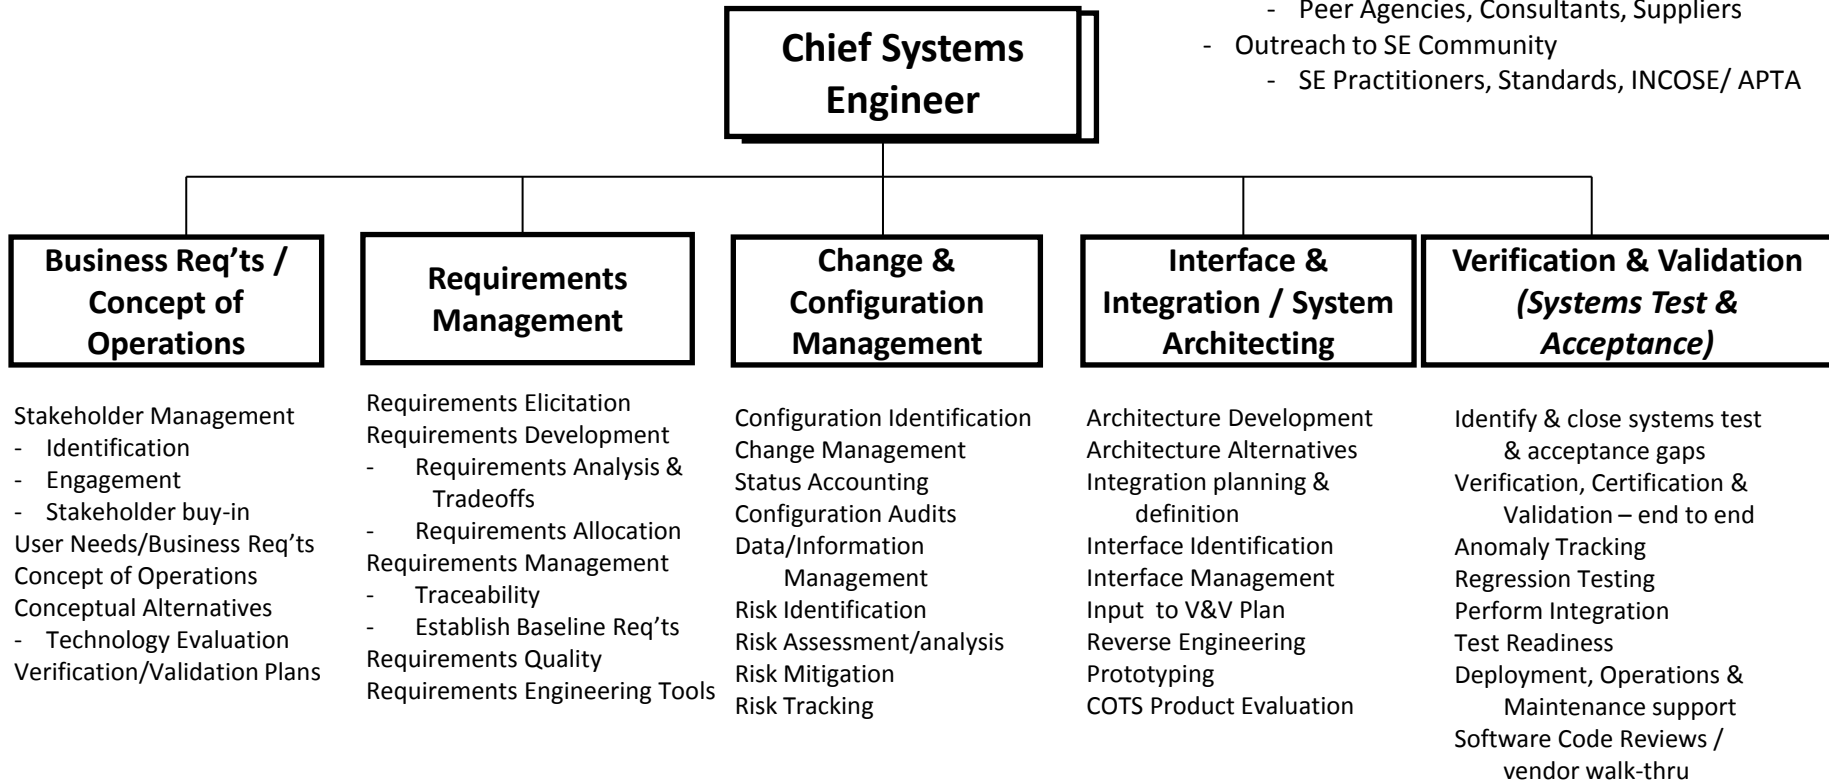 - Peer Agencies, Consultants, Suppliers
- Outreach to SE Community
- SE Practitioners, Standards, INCOSE/ APTA
Chief Systems
Engineer
Business Req'ts /
Concept of
Operations
Requirements
Management
Change &
Configuration
Management
Interface &
Integration / System
Architecting
Verification & Validation
(Systems Test &
Acceptance)
Stakeholder Management
- Identification
- Engagement
- Stakeholder buy-in
User Needs/Business Req'ts
Concept of Operations
Conceptual Alternatives
- Technology Evaluation
Verification/Validation Plans
Requirements Elicitation
Requirements Development
- Requirements Analysis &
Tradeoffs
- Requirements Allocation
Requirements Management
- Traceability
- Establish Baseline Req'ts
Requirements Quality
Requirements Engineering Tools
Configuration Identification
Change Management
Status Accounting
Configuration Audits
Data/Information
Management
Risk Identification
Risk Assessment/analysis
Risk Mitigation
Risk Tracking
Architecture Development
Architecture Alternatives
Integration planning &
definition
Interface Identification
Interface Management
Input to V&V Plan
Reverse Engineering
Prototyping
COTS Product Evaluation
Identify & close systems test
& acceptance gaps
Verification, Certification &
Validation – end to end
Anomaly Tracking
Regression Testing
Perform Integration
Test Readiness
Deployment, Operations &
Maintenance support
Software Code Reviews /
vendor walk-thru